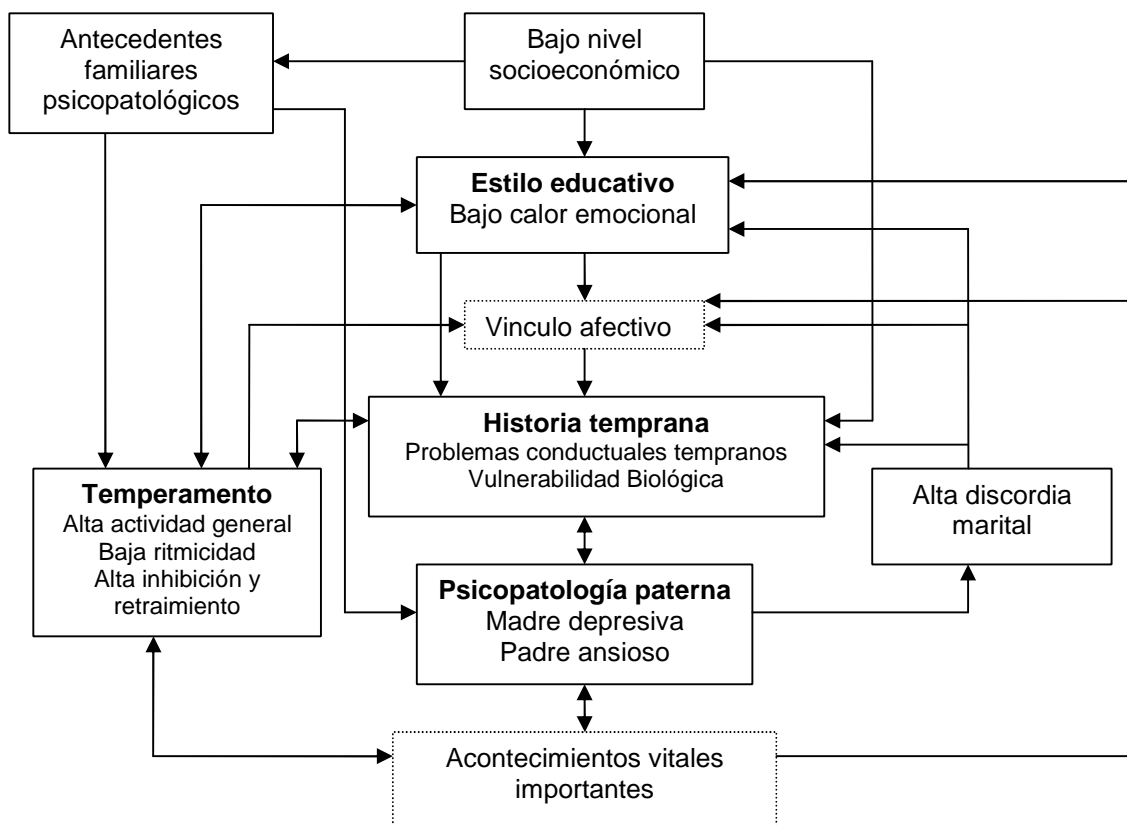 Antecedentes
familiares
psicopatológicos
Bajo nivel
socioeconómico
Estilo educativo
Bajo calor emocional
Vinculo afectivo
Historia temprana
Problemas conductuales tempranos
Vulnerabilidad Biológica
Temperamento
Alta actividad general
Baja ritmicidad
Alta inhibición y
retraimiento
Alta discordia
marital
Psicopatología paterna
Madre depresiva
Padre ansioso
Acontecimientos vitales
importantes